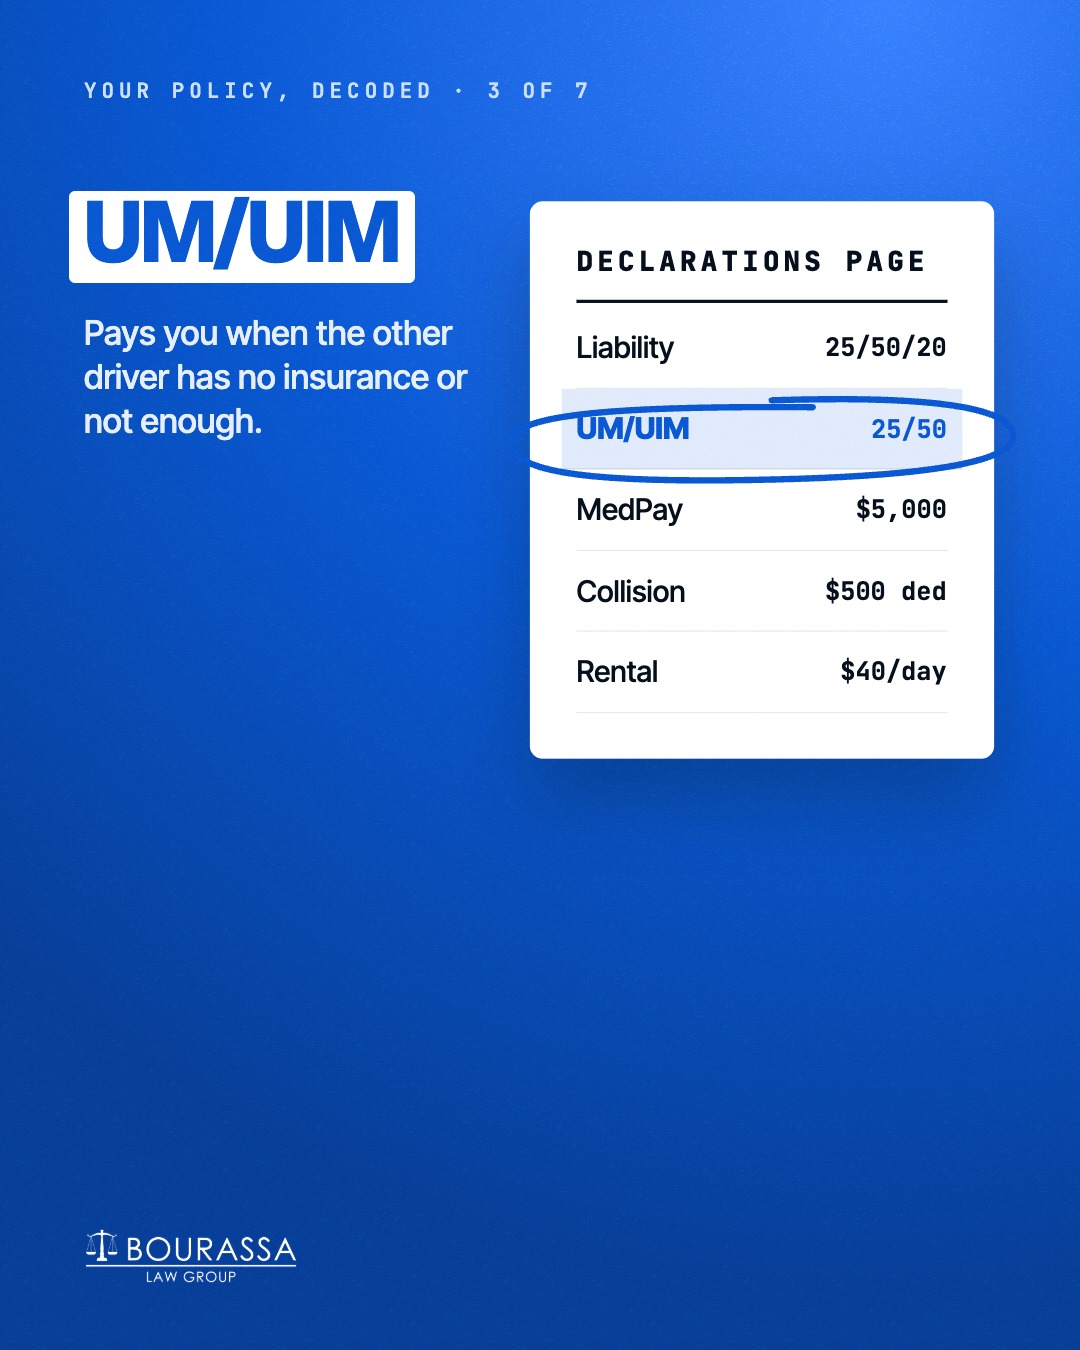 YOUR POLICY, DECODED · 3 OF 7
UM/UIM
Pays you when the other
driver has no insurance or
not enough.
DECLARATIONS PAGE
Liability 25/50/20
UM/UIM 25/50
MedPay $5,000
Collision $500 ded
Rental $40/day
BOURASSA
LAW GROUP